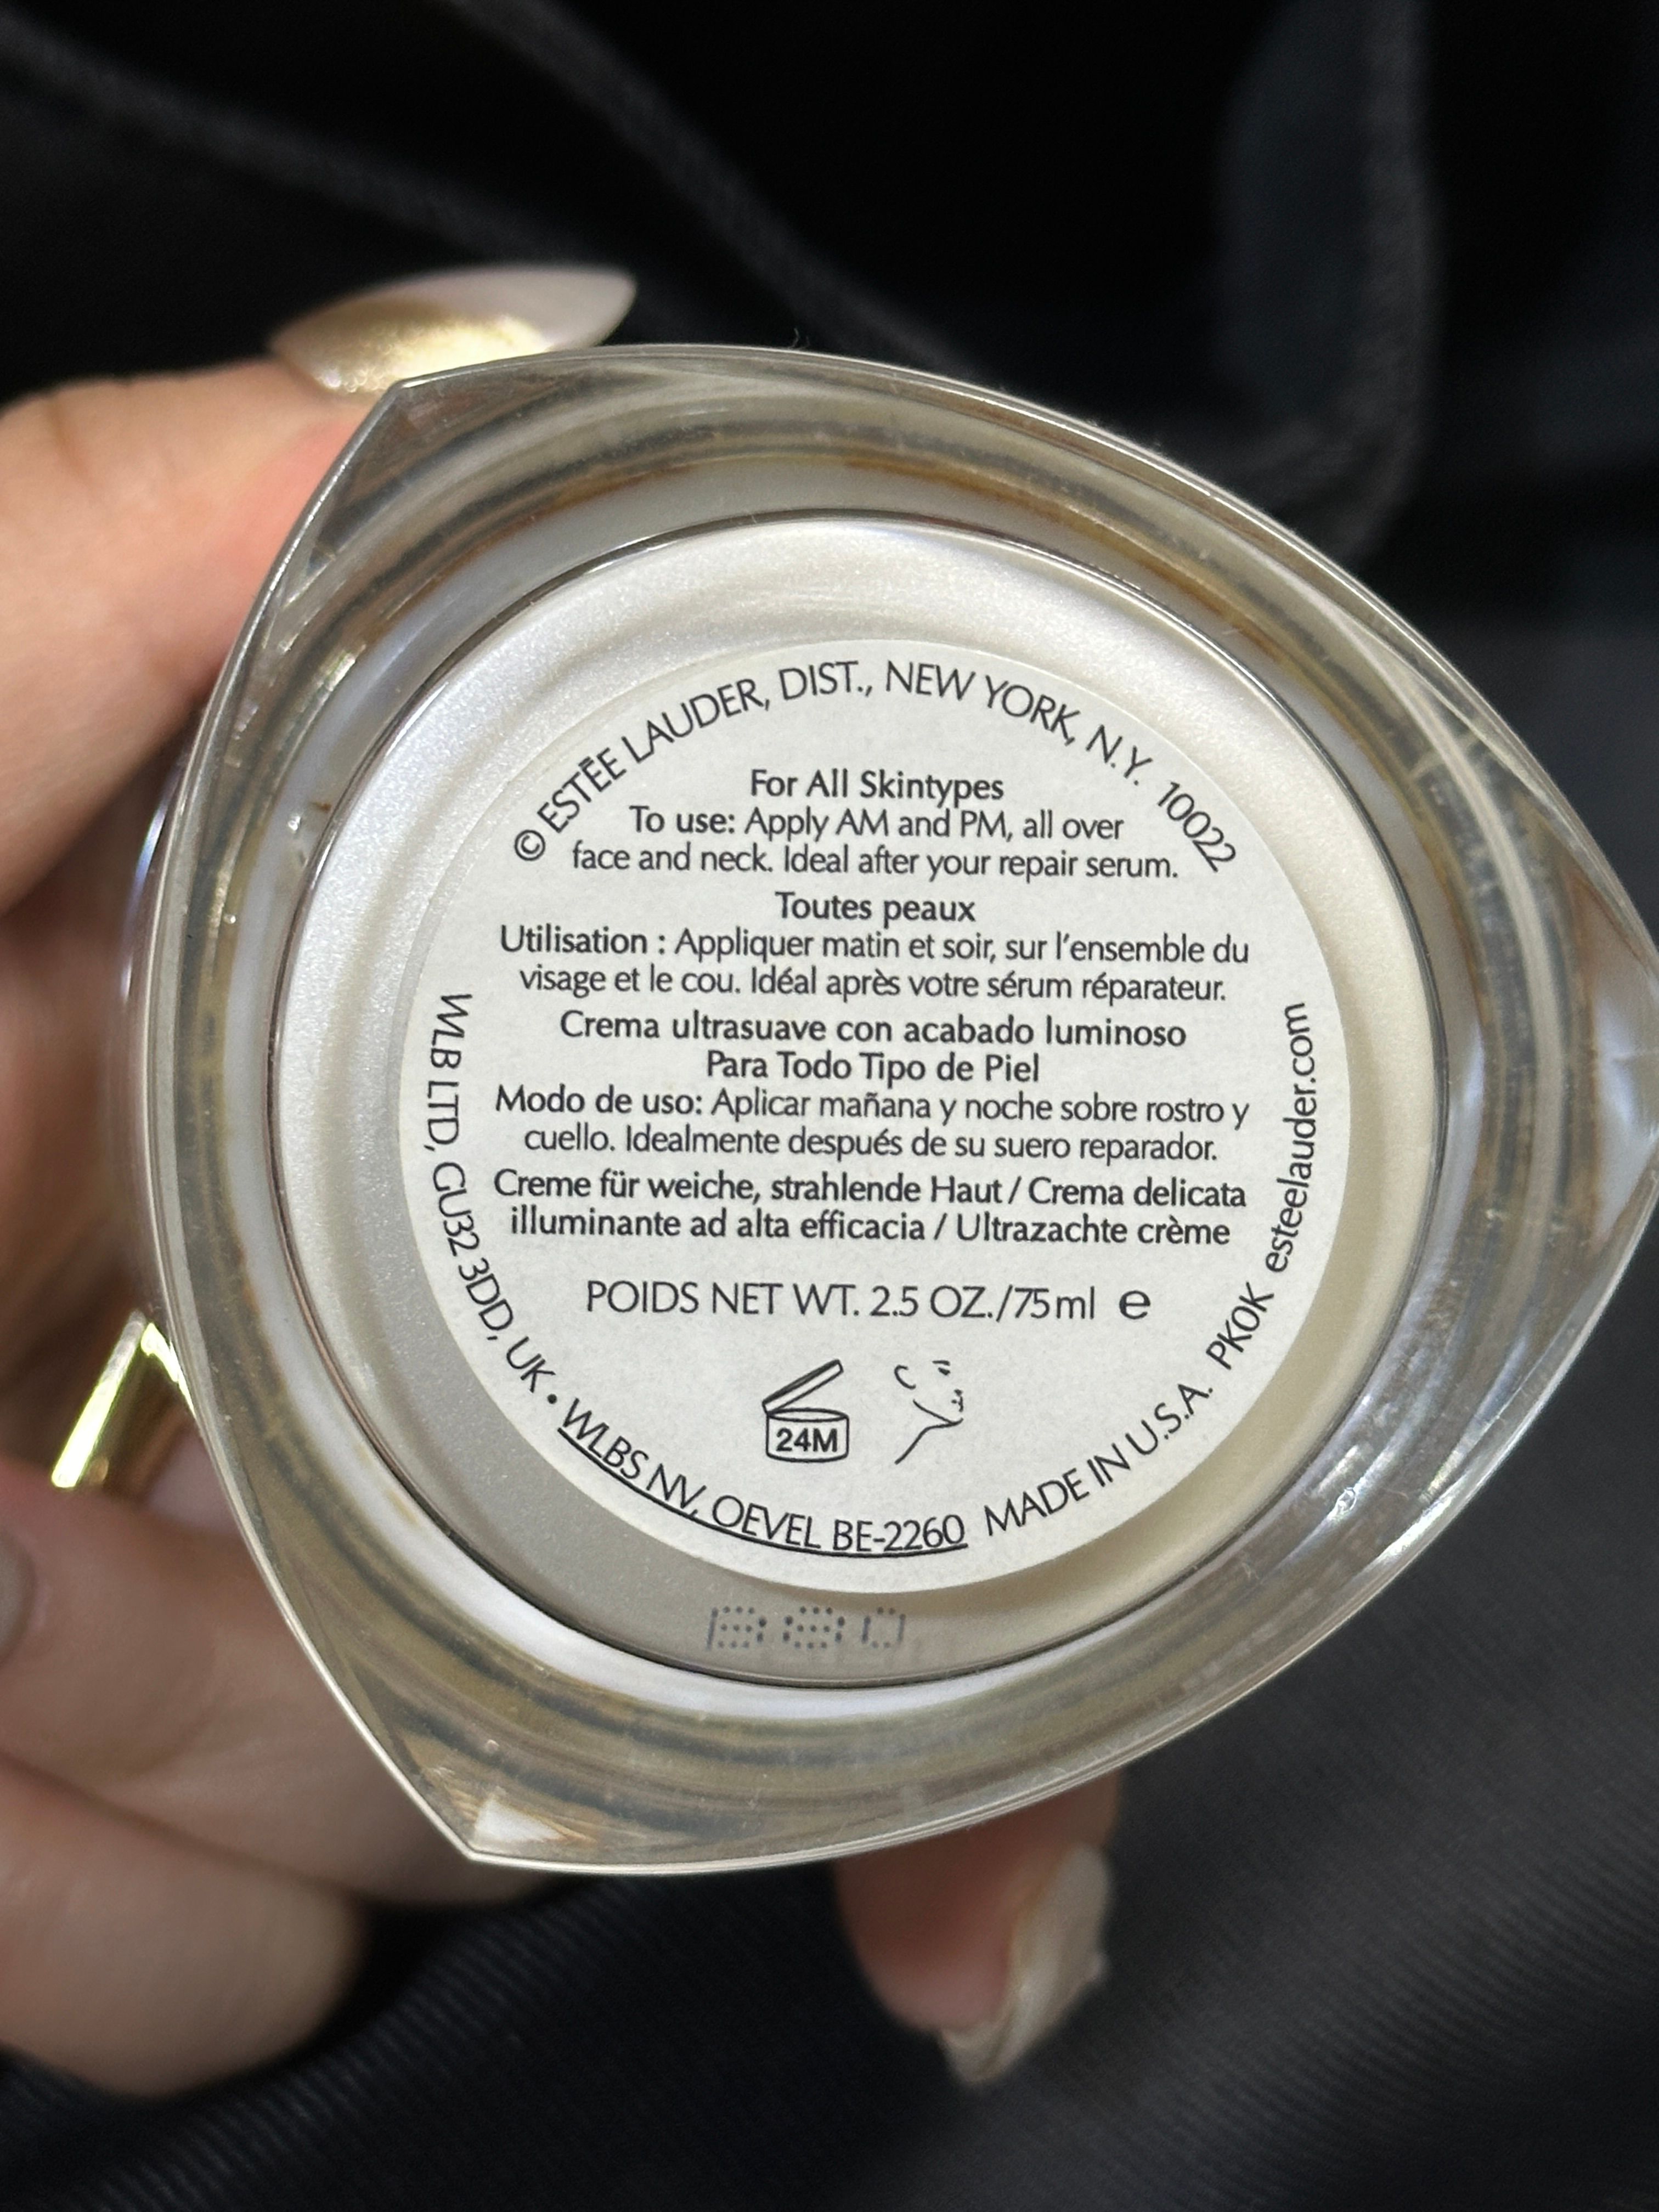 © ESTĒE LAUDER, DIST., NEW YORK, N.Y. 10022
For All Skintypes
To use: Apply AM and PM, all over
face and neck. Ideal after your repair serum.
Toutes peaux
Utilisation : Appliquer matin et soir, sur l'ensemble du
visage et le cou. Idéal après votre sérum réparateur.
Crema ultrasuave con acabado luminoso
Para Todo Tipo de Piel
Modo de uso: Aplicar mañana y noche sobre rostro y
cuello. Idealmente después de su suero reparador.
Creme für weiche, strahlende Haut / Crema delicata
illuminante ad alta efficacia / Ultrazachte crème
POIDS NET WT. 2.5 OZ./75ml e
24M
WLB LTD, GU32 3DD, UK • WLBS NV, OEVEL BE-2260 MADE IN U.S.A. PK0K esteelauder.com